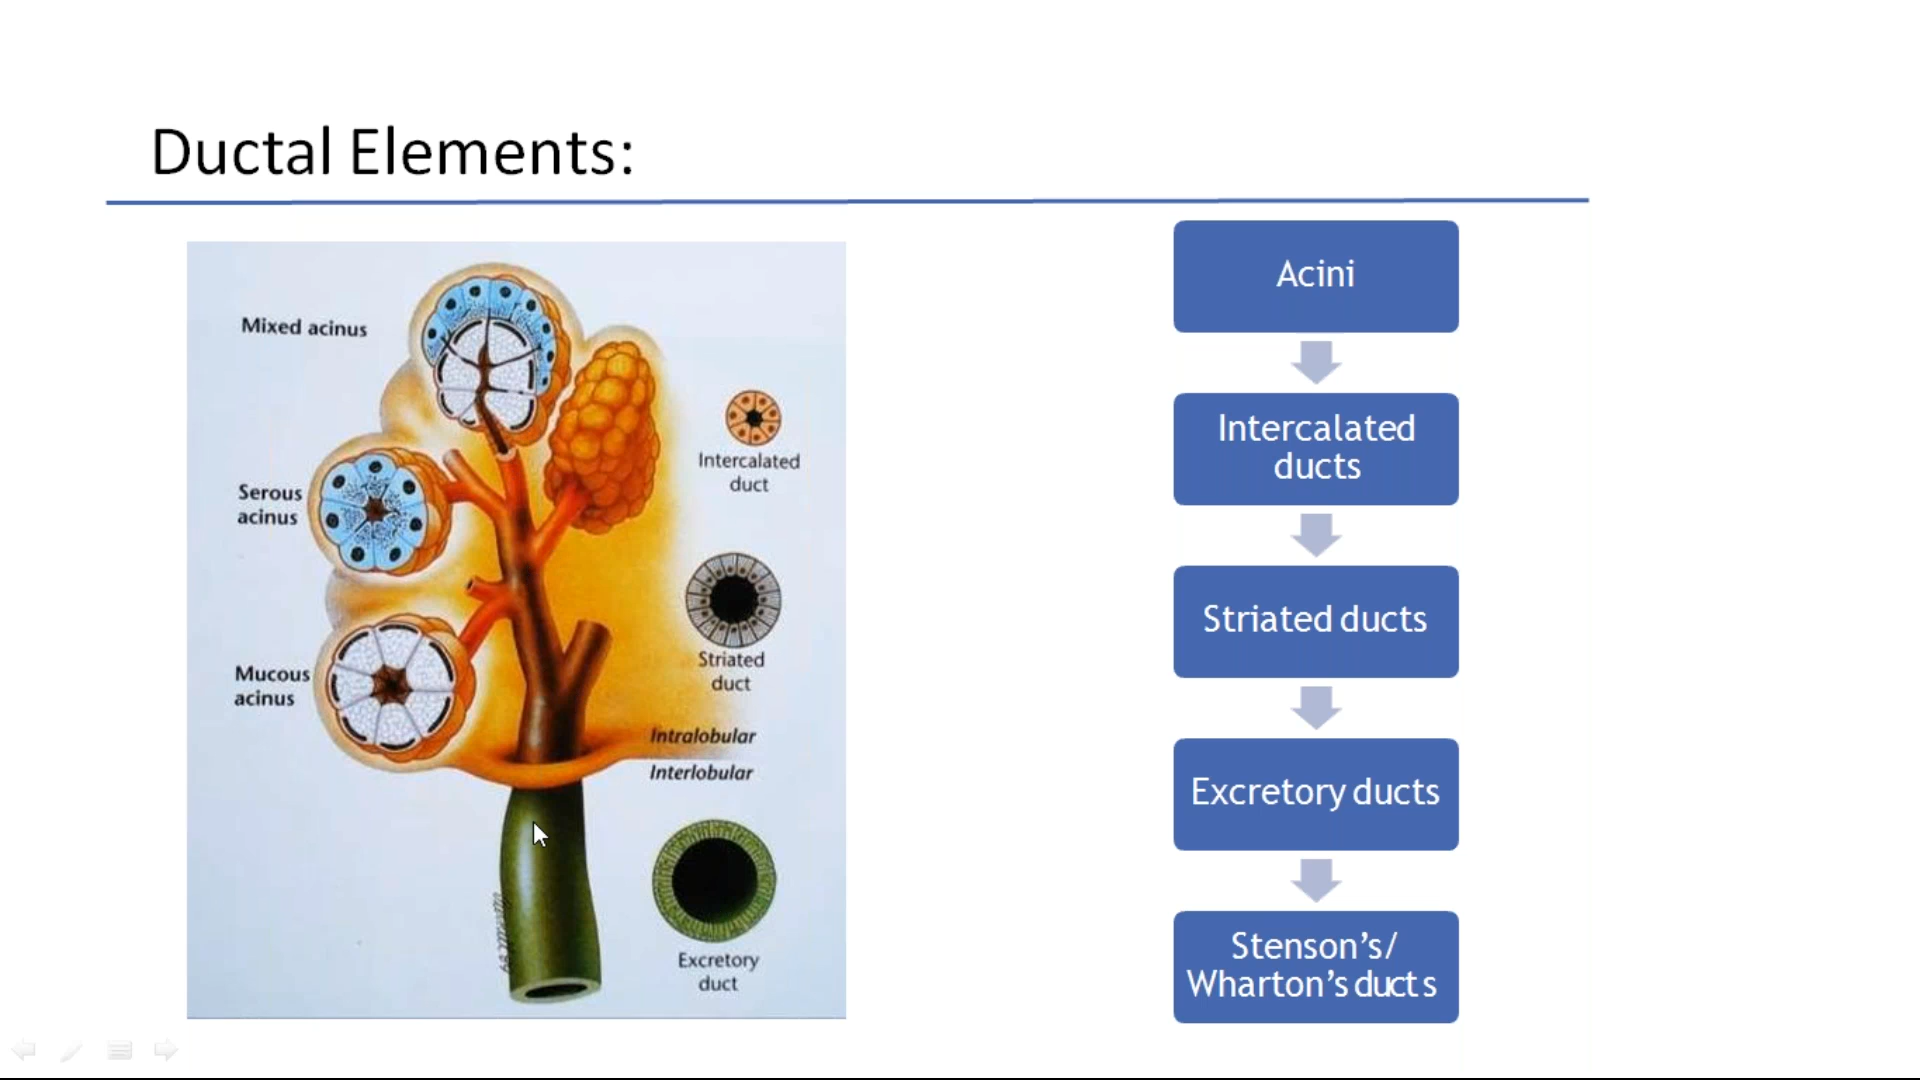 Ductal Elements:
Mixed acinus
Serous
acinus
Mucous
acinus
Intercalated
duct
Striated
duct
Intralobular
Interlobular
Excretory
duct
Acini
Intercalated
ducts
Striated ducts
Excretory ducts
Stenson's/
Wharton's ducts